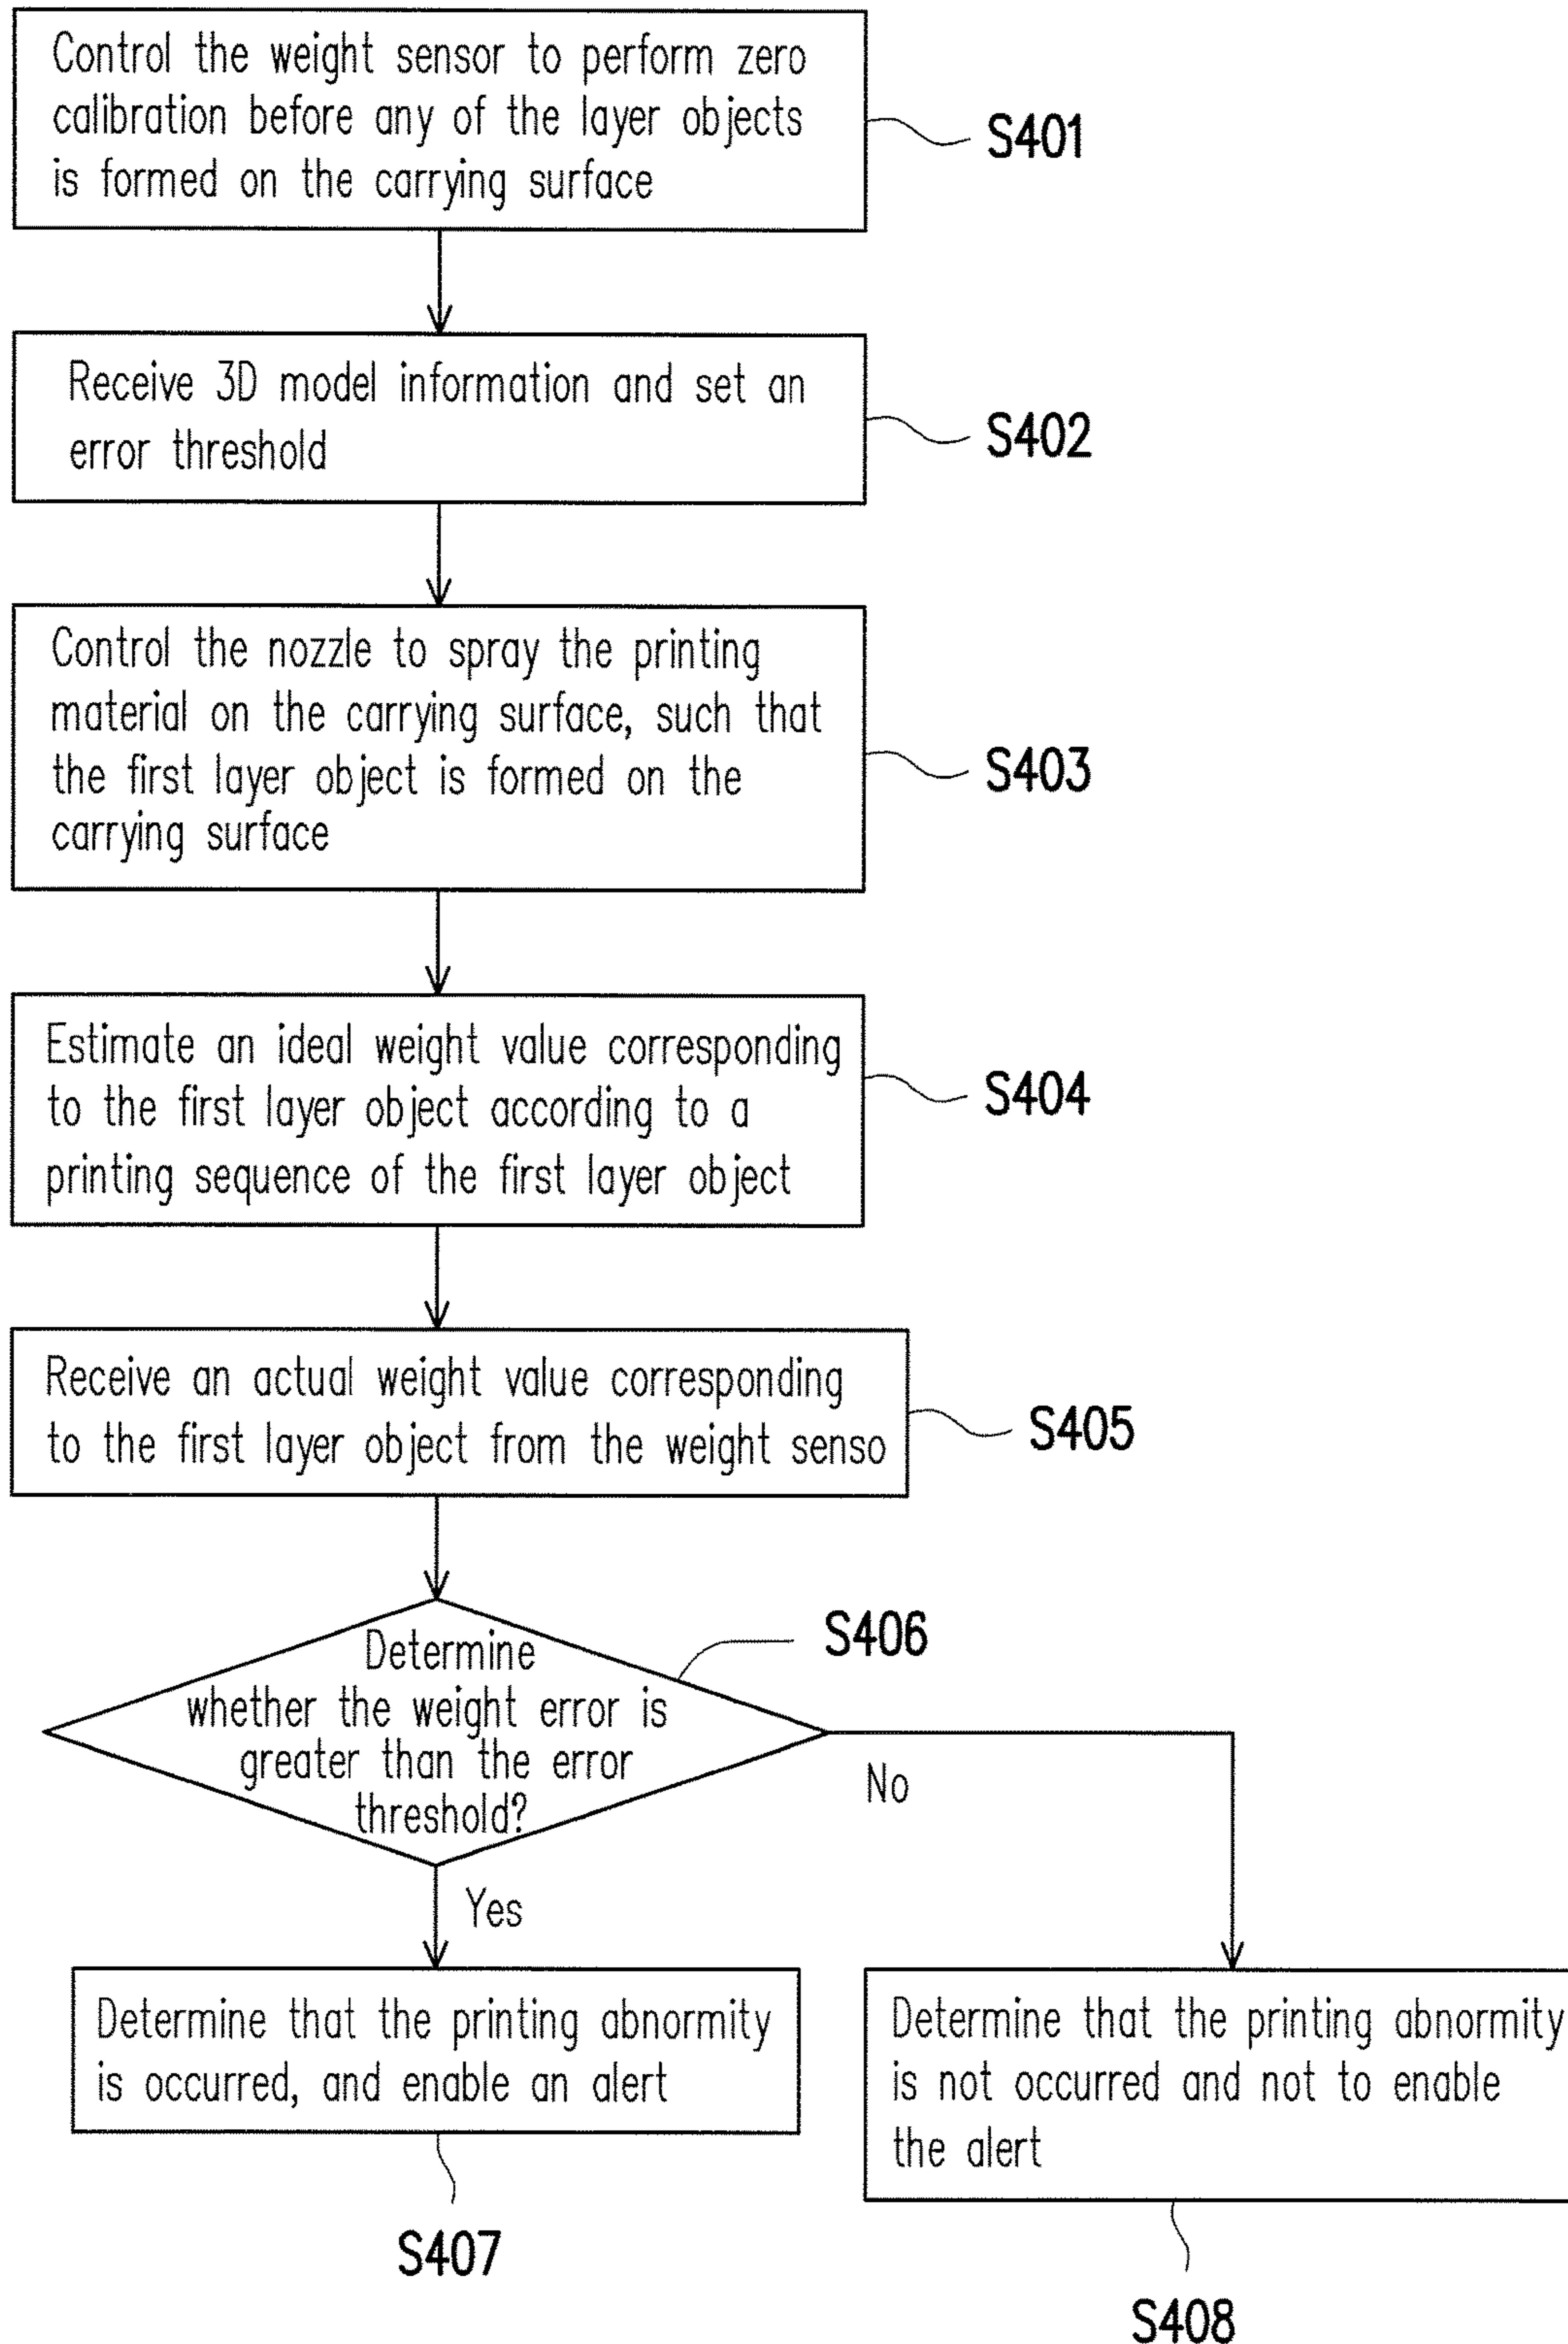 Control the weight sensor to perform zero
calibration before any of the layer objects
is formed on the carrying surface
S401
Receive 3D model information and set an
error threshold
S402
Control the nozzle to spray the printing
material on the carrying surface, such that
the first layer object is formed on the
carrying surface
S403
Estimate an ideal weight value corresponding
to the first layer object according to a
printing sequence of the first layer object
S404
Receive an actual weight value corresponding
to the first layer object from the weight senso
S405
Determine
whether the weight error is
greater than the error
threshold?
S406
No
Yes
Determine that the printing abnormity
is occurred, and enable an alert
S407
Determine that the printing abnormity
is not occurred and not to enable
the alert
S408